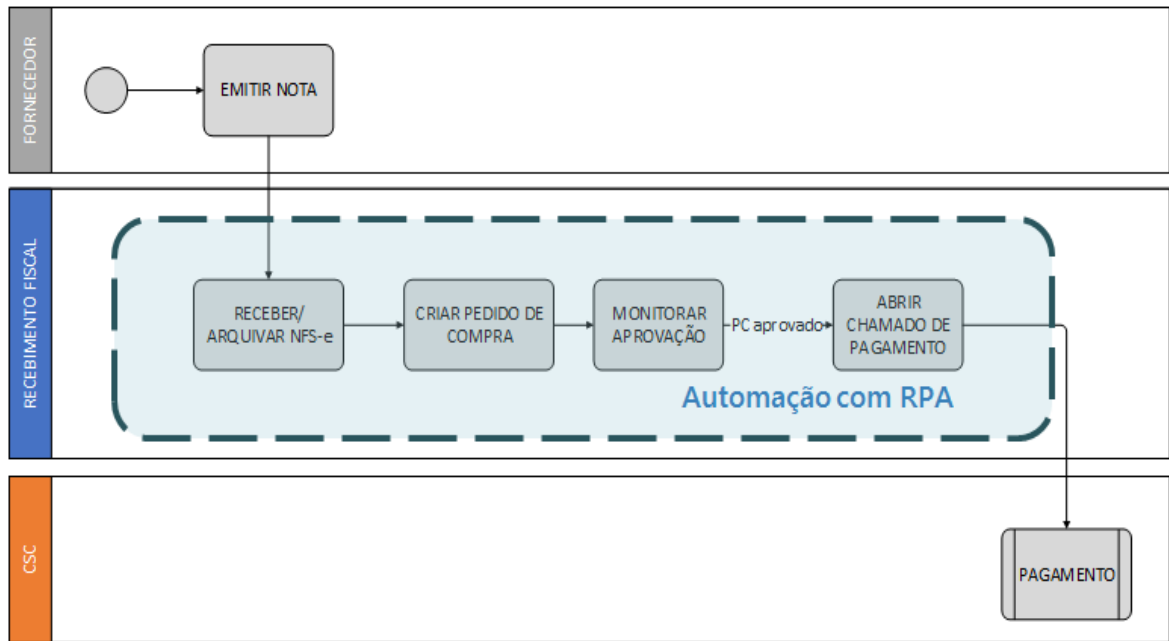 FORNECEDOR
EMITIR NOTA
RECEBIMENTO FISCAL
RECEBER/
ARQUIVAR NFS-e
CRIAR PEDIDO DE
COMPRA
MONITORAR
APROVAÇÃO
PC aprovado
ABRIR
CHAMADO DE
PAGAMENTO
Automação com RPA
CSC
PAGAMENTO